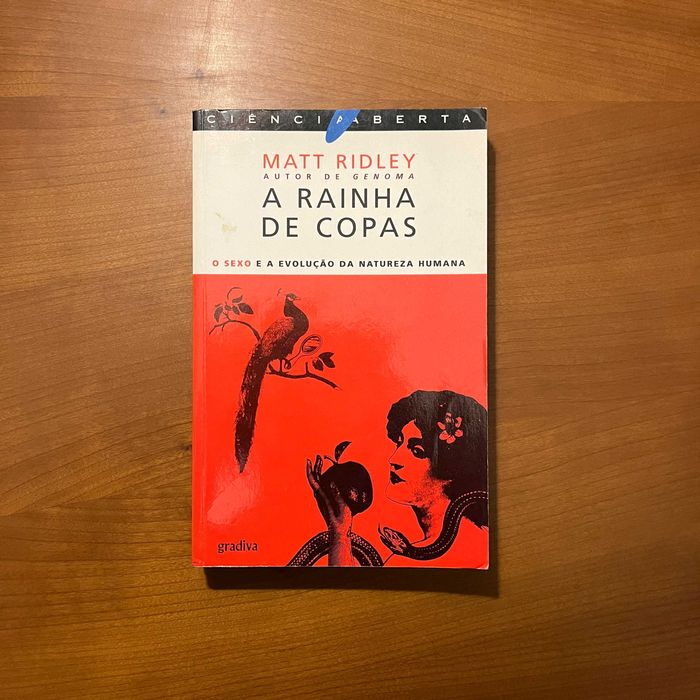 CIÊNCIA ABERTA
MATT RIDLEY
AUTOR DE GENOMA
A RAINHA
DE COPAS
O SEXO E A EVOLUÇÃO DA NATUREZA HUMANA
gradiva